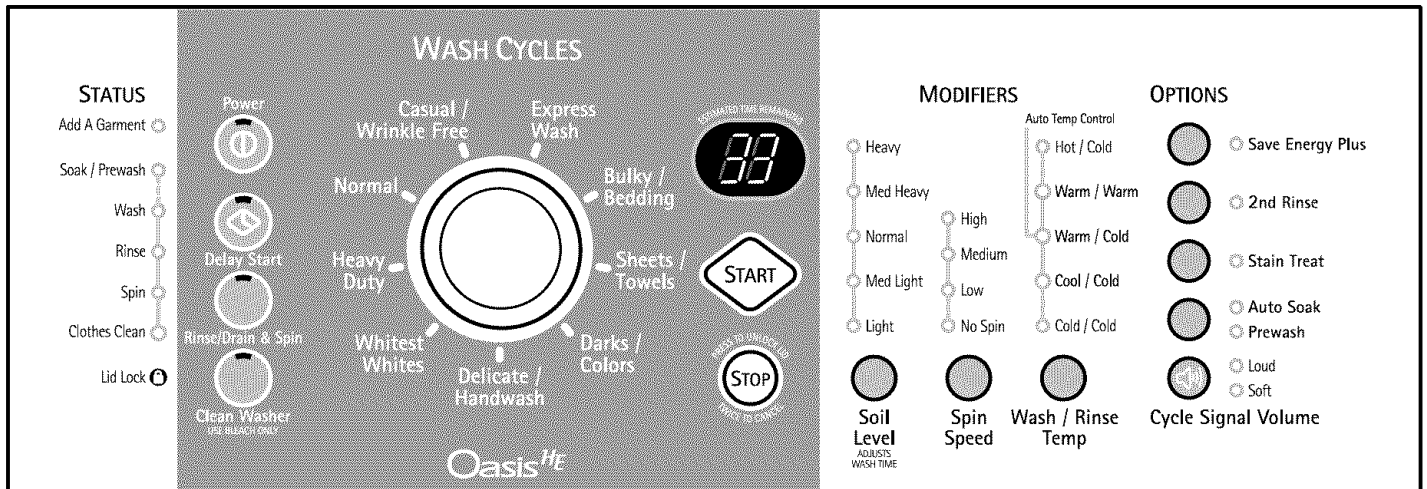 WASH CYCLES
STATUS
Add A Garment
Soak / Prewash
Wash
Rinse
Spin
Clothes Clean
Lid Lock
Power
Delay Start
Rinse/Drain & Spin
Clean Washer
USE BLEACH ONLY
Casual /
Wrinkle Free
Express
Wash
Normal
Bulky /
Bedding
Heavy
Duty
Sheets /
Towels
Whitest
Whites
Darks /
Colors
Delicate /
Handwash
Oasis HE
ESTIMATED TIME REMAINING
START
PRESS TO UNLOCK LID
STOP
TWICE TO CANCEL
MODIFIERS
Heavy
Med Heavy
Normal
Med Light
Light
Soil
Level
ADJUSTS
WASH TIME
High
Medium
Low
No Spin
Spin
Speed
Auto Temp Control
Hot / Cold
Warm / Warm
Warm / Cold
Cool / Cold
Cold / Cold
Wash / Rinse
Temp
OPTIONS
Save Energy Plus
2nd Rinse
Stain Treat
Auto Soak
Prewash
Loud
Soft
Cycle Signal Volume